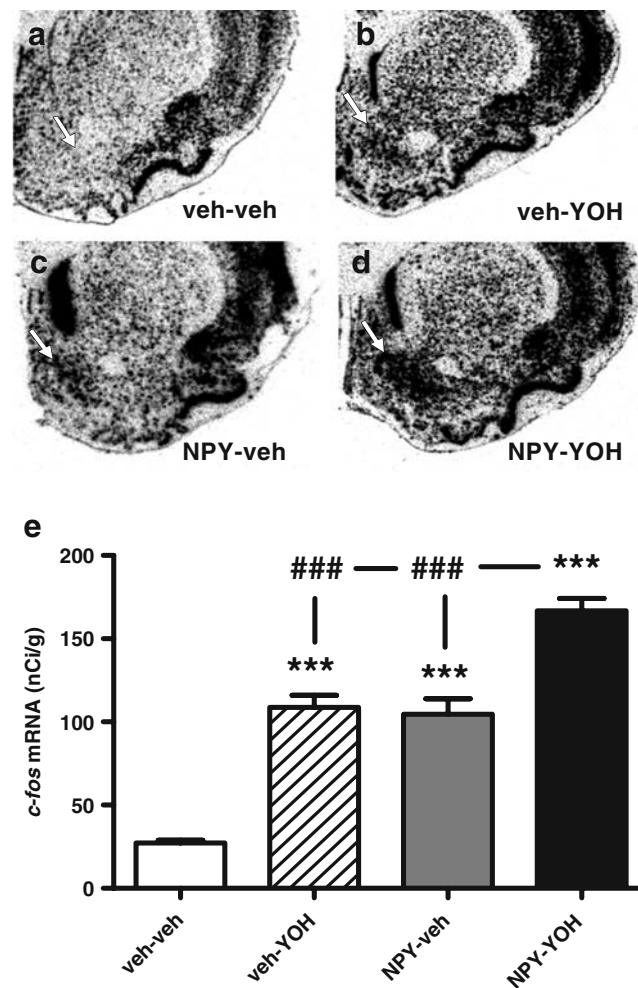 a
b
veh-veh
veh-YOH
c
d
NPY-veh
NPY-YOH
e
c-fos mRNA (nCi/g)
200
150
100
50
0
### ### ***
*** ***
veh-veh
veh-YOH
NPY-veh
NPY-YOH